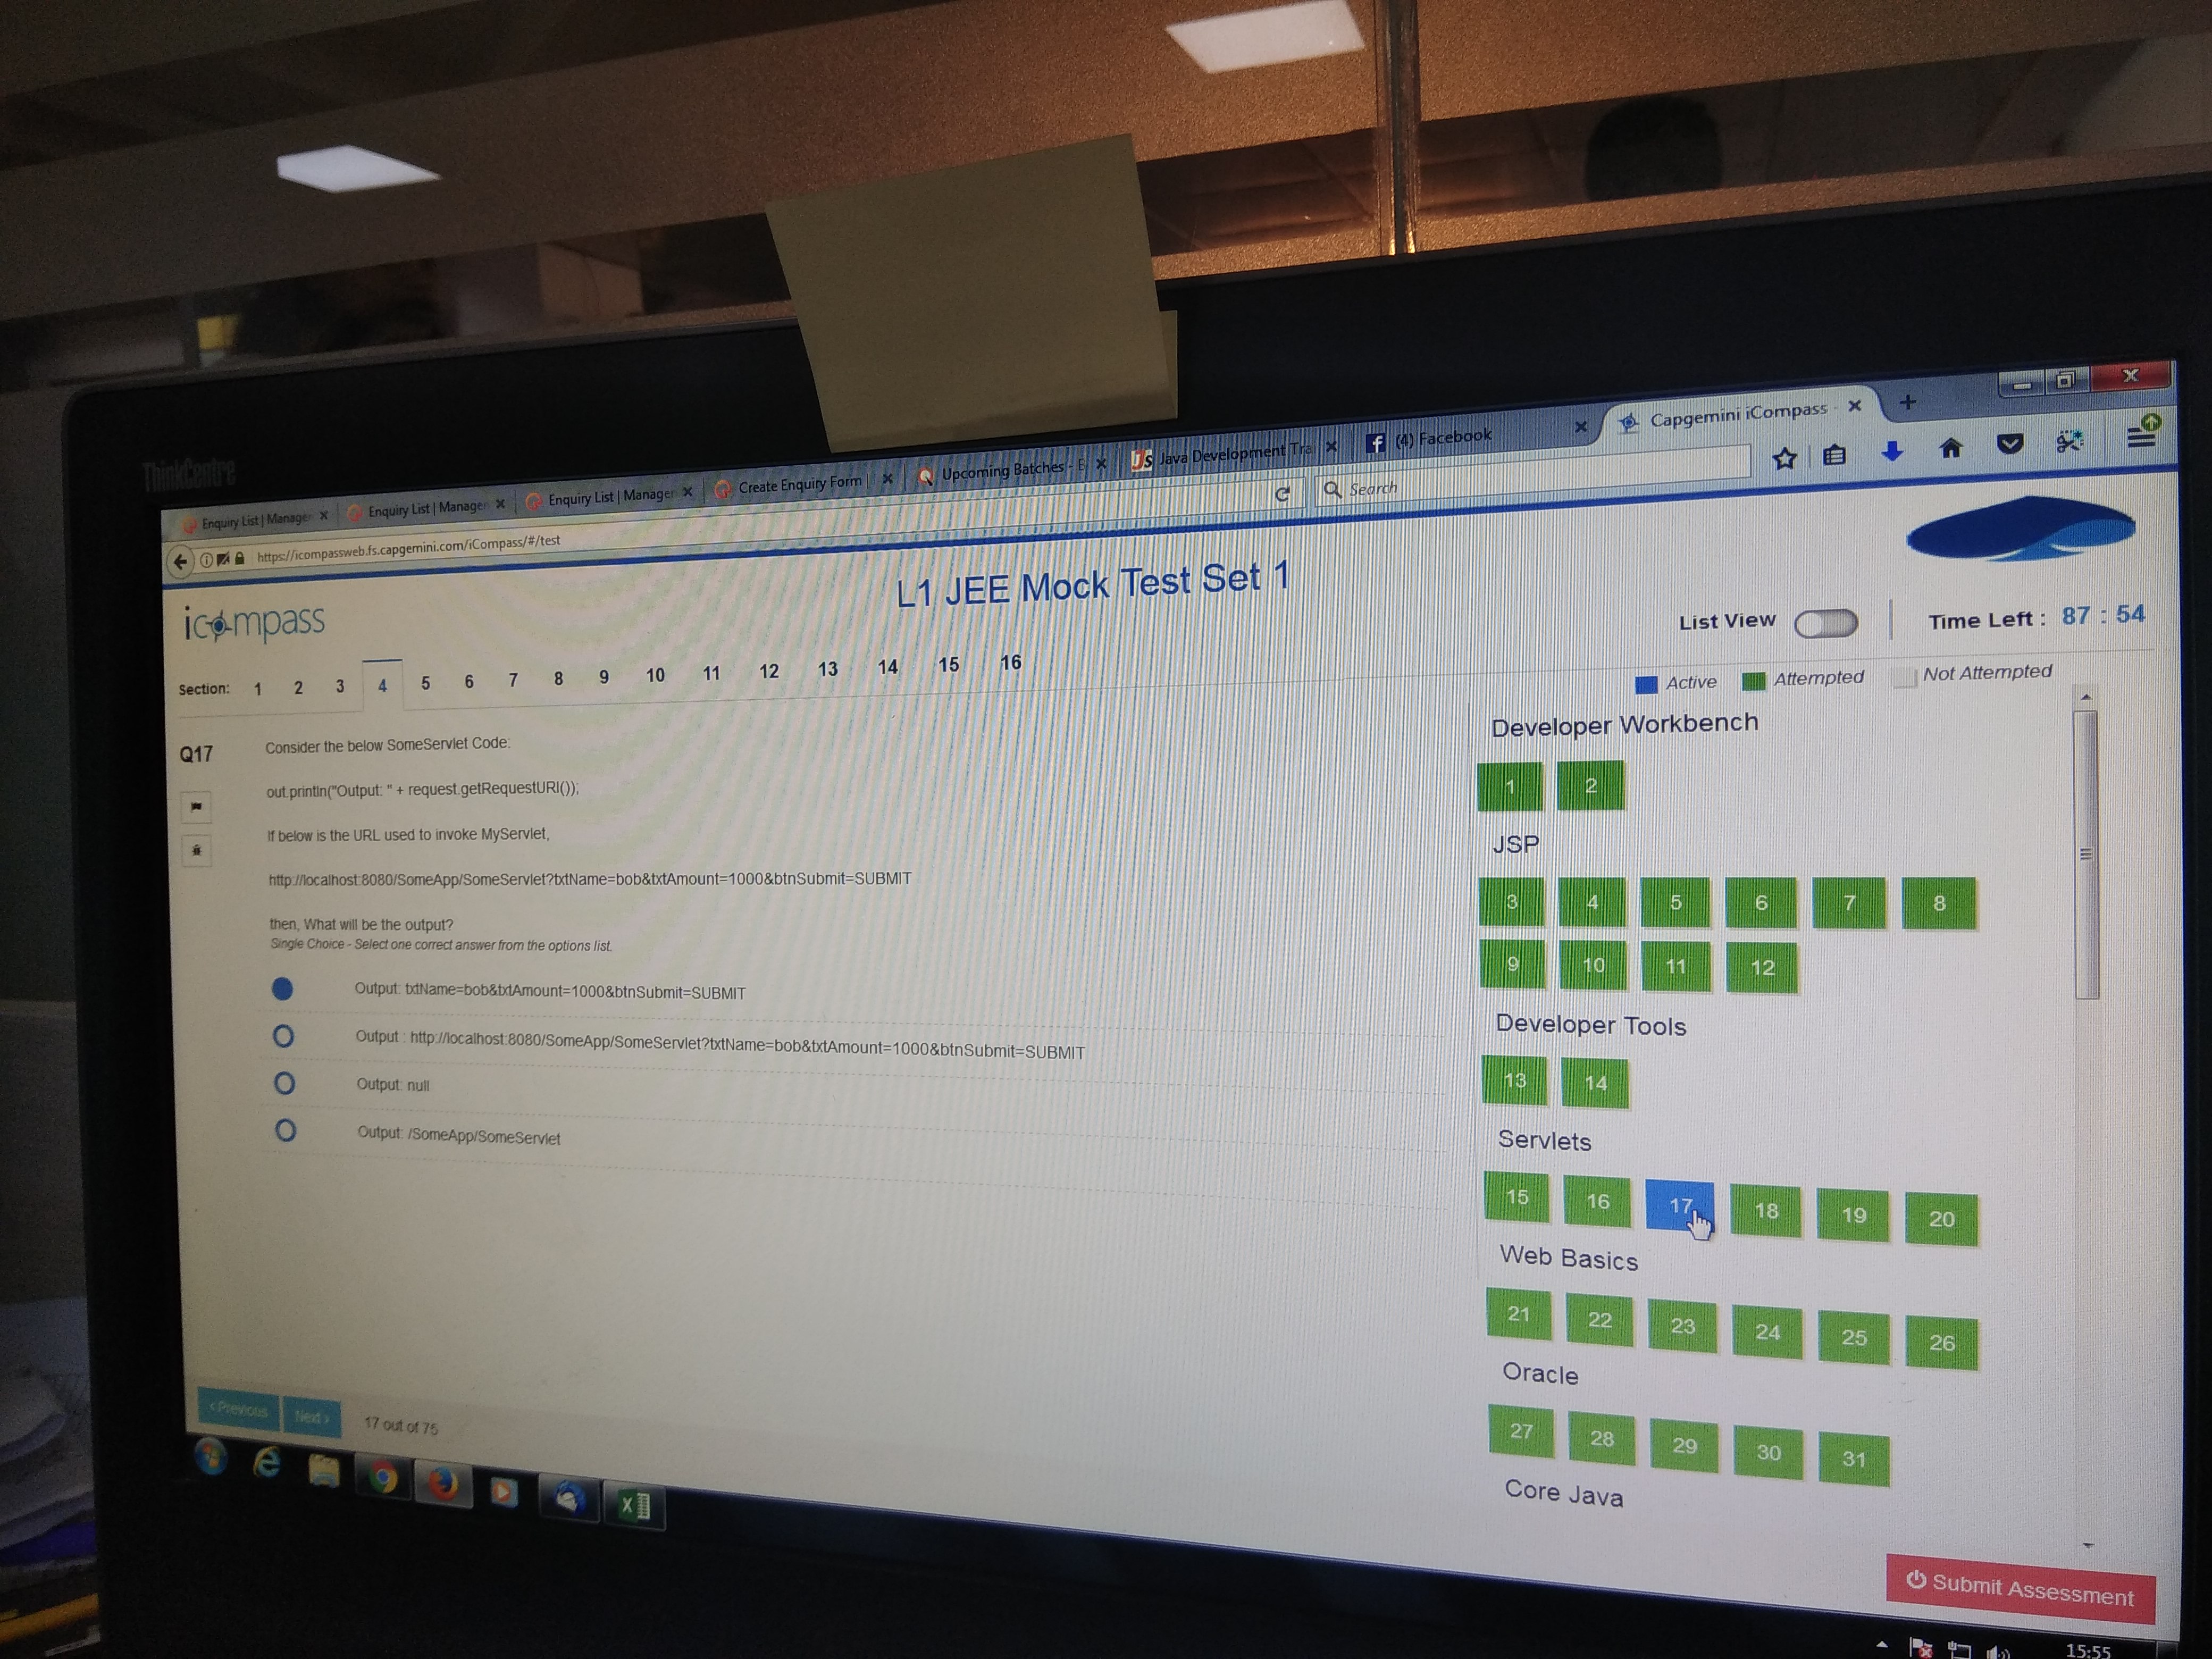 ThinkCentre
Enquiry List | Manager
Enquiry List | Manager
Enquiry List | Manager
Create Enquiry Form |
Upcoming Batches - B
Java Development Tra
(4) Facebook
Capgemini iCompass
https://icompassweb.fs.capgemini.com/iCompass/#/test
Search
icompass
L1 JEE Mock Test Set 1
List View
Time Left : 87 : 54
Section: 1 2 3 4 5 6 7 8 9 10 11 12 13 14 15 16
Active Attempted Not Attempted
Q17
Consider the below SomeServlet Code:
out.println("Output: " + request.getRequestURI());
If below is the URL used to invoke MyServlet,
http://localhost:8080/SomeApp/SomeServlet?txtName=bob&txtAmount=1000&btnSubmit=SUBMIT
then, What will be the output?
Single Choice - Select one correct answer from the options list.
Output: txtName=bob&txtAmount=1000&btnSubmit=SUBMIT
Output : http://localhost:8080/SomeApp/SomeServlet?txtName=bob&txtAmount=1000&btnSubmit=SUBMIT
Output: null
Output: /SomeApp/SomeServlet
Developer Workbench
1 2
JSP
3 4 5 6 7 8
9 10 11 12
Developer Tools
13 14
Servlets
15 16 17 18 19 20
Web Basics
21 22 23 24 25 26
Oracle
27 28 29 30 31
Core Java
< Previous
Next >
17 out of 75
Submit Assessment
15:55